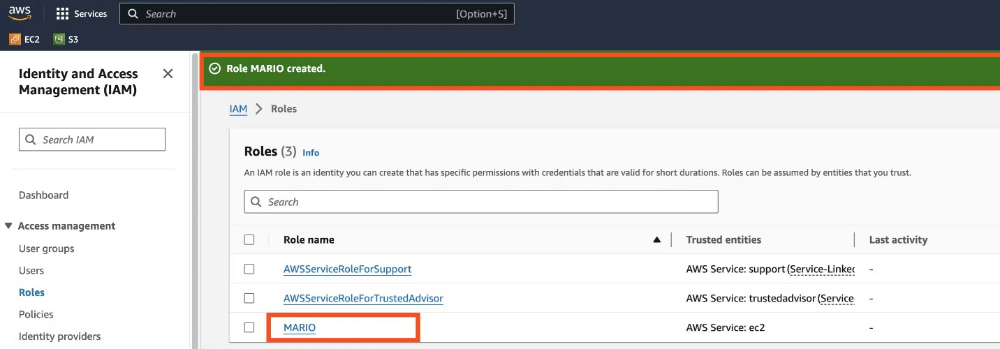 aws Services Search [Option+S]
EC2 S3
Identity and Access
Management (IAM)
Search IAM
Dashboard
Access management
User groups
Users
Roles
Policies
Identity providers
Role MARIO created.
IAM > Roles
Roles (3) Info
An IAM role is an identity you can create that has specific permissions with credentials that are valid for short durations. Roles can be assumed by entities that you trust.
Search
Role name Trusted entities Last activity
AWSServiceRoleForSupport AWS Service: support (Service-Linked -
AWSServiceRoleForTrustedAdvisor AWS Service: trustedadvisor (Service- -
MARIO AWS Service: ec2 -